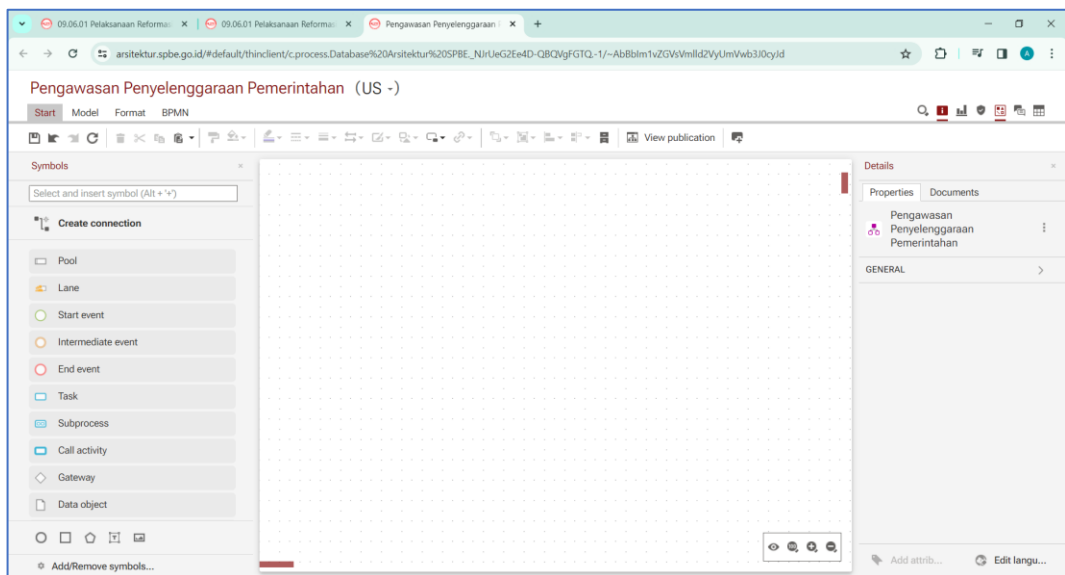 09.06.01 Pelaksanaan Reformas
09.06.01 Pelaksanaan Reformas
Pengawasan Penyelenggaraan P
arsitektur.spbe.go.id/#default/thinclient/c.process.Database%20Arsitektur%20SPBE._NJrUeG2Ee4D-QBQVgFGTQ.-1/~AbBbIm1vZGVsVmlld2VyUmVwb3J0cyJd
A
Pengawasan Penyelenggaraan Pemerintahan (US -)
Start Model Format BPMN
View publication
Symbols
Select and insert symbol (Alt + '+')
Create connection
Pool
Lane
Start event
Intermediate event
End event
Task
Subprocess
Call activity
Gateway
Data object
Add/Remove symbols...
Details
Properties Documents
Pengawasan
Penyelenggaraan
Pemerintahan
GENERAL
Add attrib... Edit langu...